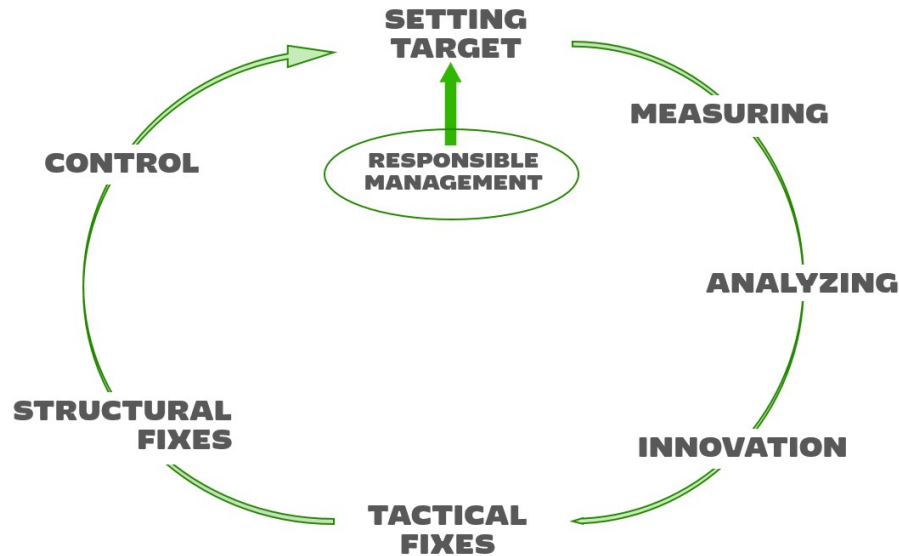 SETTING
TARGET
MEASURING
RESPONSIBLE
MANAGEMENT
CONTROL
ANALYZING
STRUCTURAL
FIXES
INNOVATION
TACTICAL
FIXES